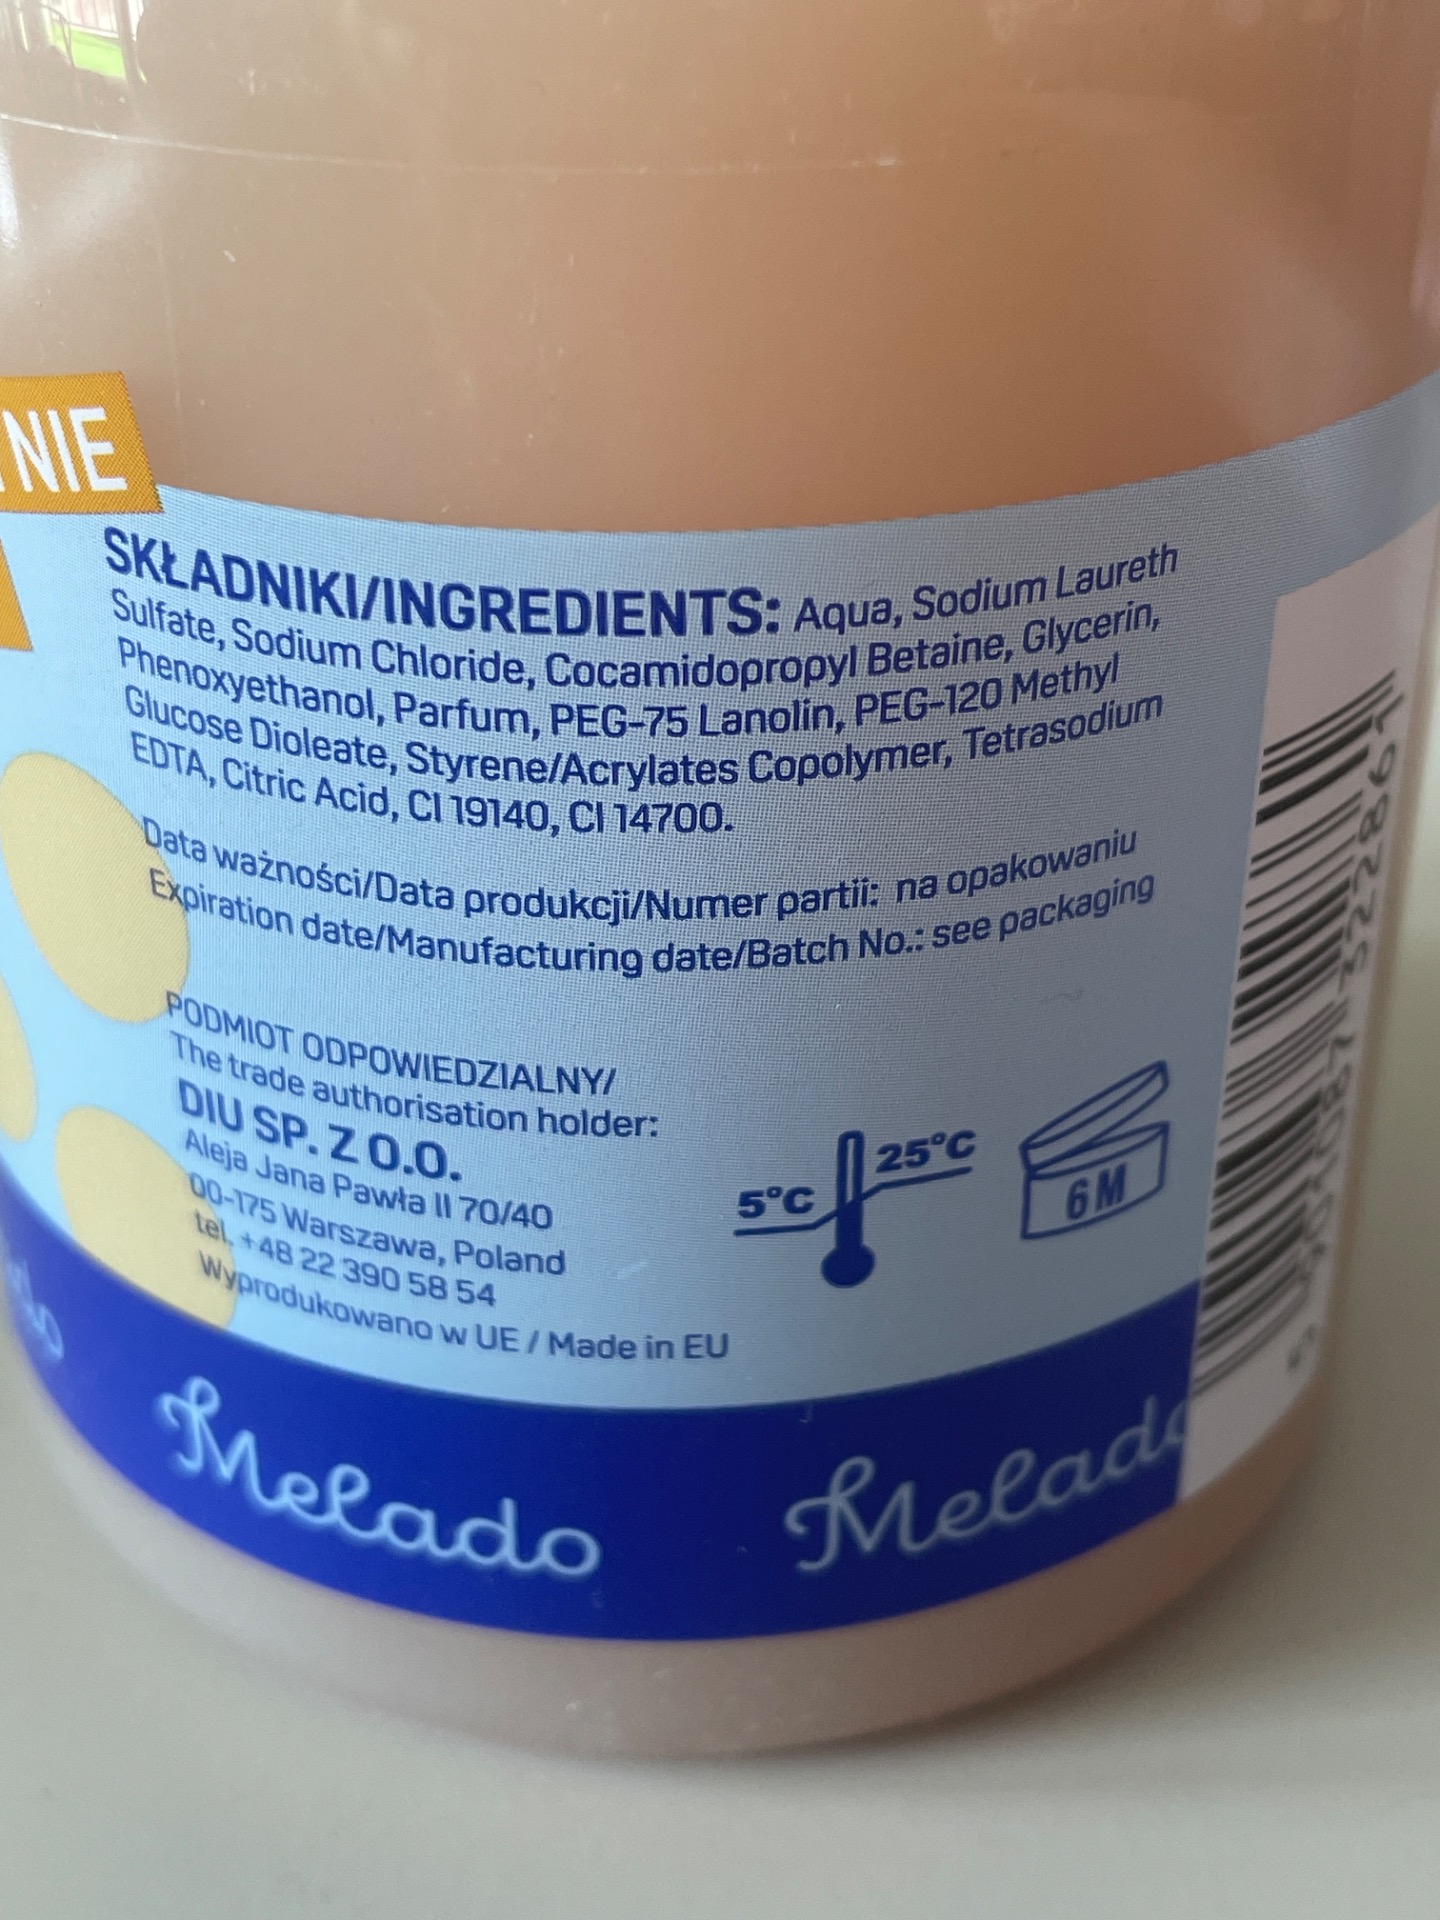 NIE
SKŁADNIKI/INGREDIENTS: Aqua, Sodium Laureth
Sulfate, Sodium Chloride, Cocamidopropyl Betaine, Glycerin,
Phenoxyethanol, Parfum, PEG-75 Lanolin, PEG-120 Methyl
Glucose Dioleate, Styrene/Acrylates Copolymer, Tetrasodium
EDTA, Citric Acid, CI 19140, CI 14700.
Data ważności/Data produkcji/Numer partii: na opakowaniu
Expiration date/Manufacturing date/Batch No.: see packaging
PODMIOT ODPOWIEDZIALNY/
The trade authorisation holder:
DIU SP. Z O.O.
Aleja Jana Pawła II 70/40
00-175 Warszawa, Poland
tel. +48 22 390 58 54
Wyprodukowano w UE / Made in EU
5°C
25°C
6 M
Melado
Melado